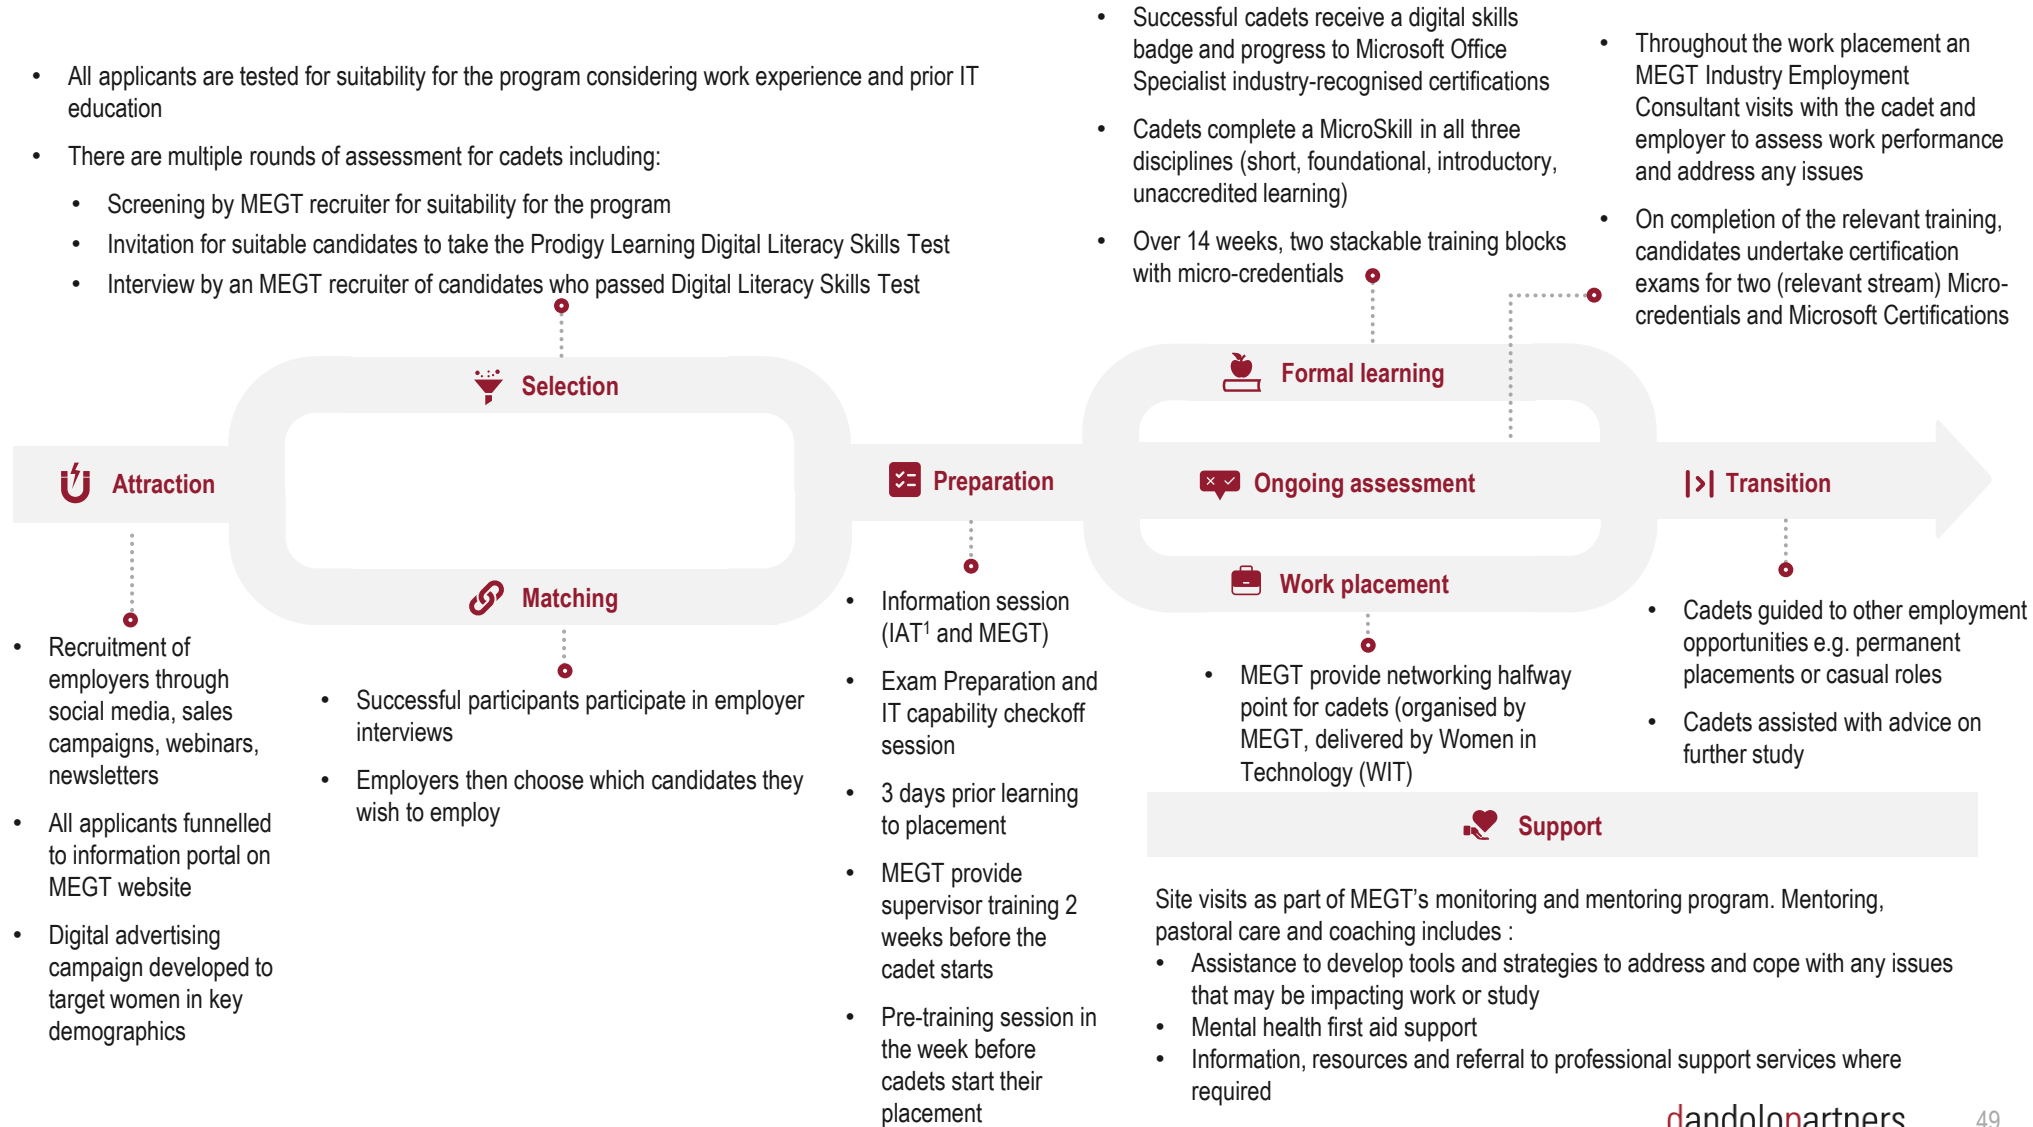 • All applicants are tested for suitability for the program considering work experience and prior IT
education
• There are multiple rounds of assessment for cadets including:
• Screening by MEGT recruiter for suitability for the program
• Invitation for suitable candidates to take the Prodigy Learning Digital Literacy Skills Test
• Interview by an MEGT recruiter of candidates who passed Digital Literacy Skills Test
• Successful cadets receive a digital skills
badge and progress to Microsoft Office
Specialist industry-recognised certifications
• Cadets complete a MicroSkill in all three
disciplines (short, foundational, introductory,
unaccredited learning)
• Over 14 weeks, two stackable training blocks
with micro-credentials
• Throughout the work placement an
MEGT Industry Employment
Consultant visits with the cadet and
employer to assess work performance
and address any issues
• On completion of the relevant training,
candidates undertake certification
exams for two (relevant stream) Micro-
credentials and Microsoft Certifications
Selection
Formal learning
Attraction
Preparation
Ongoing assessment
Transition
Matching
Work placement
• Recruitment of
employers through
social media, sales
campaigns, webinars,
newsletters
• All applicants funnelled
to information portal on
MEGT website
• Digital advertising
campaign developed to
target women in key
demographics
• Successful participants participate in employer
interviews
• Employers then choose which candidates they
wish to employ
• Information session
(IAT¹ and MEGT)
• Exam Preparation and
IT capability checkoff
session
• 3 days prior learning
to placement
• MEGT provide
supervisor training 2
weeks before the
cadet starts
• Pre-training session in
the week before
cadets start their
placement
• MEGT provide networking halfway
point for cadets (organised by
MEGT, delivered by Women in
Technology (WIT)
• Cadets guided to other employment
opportunities e.g. permanent
placements or casual roles
• Cadets assisted with advice on
further study
Support
Site visits as part of MEGT’s monitoring and mentoring program. Mentoring,
pastoral care and coaching includes :
• Assistance to develop tools and strategies to address and cope with any issues
that may be impacting work or study
• Mental health first aid support
• Information, resources and referral to professional support services where
required
dandolopartners
49